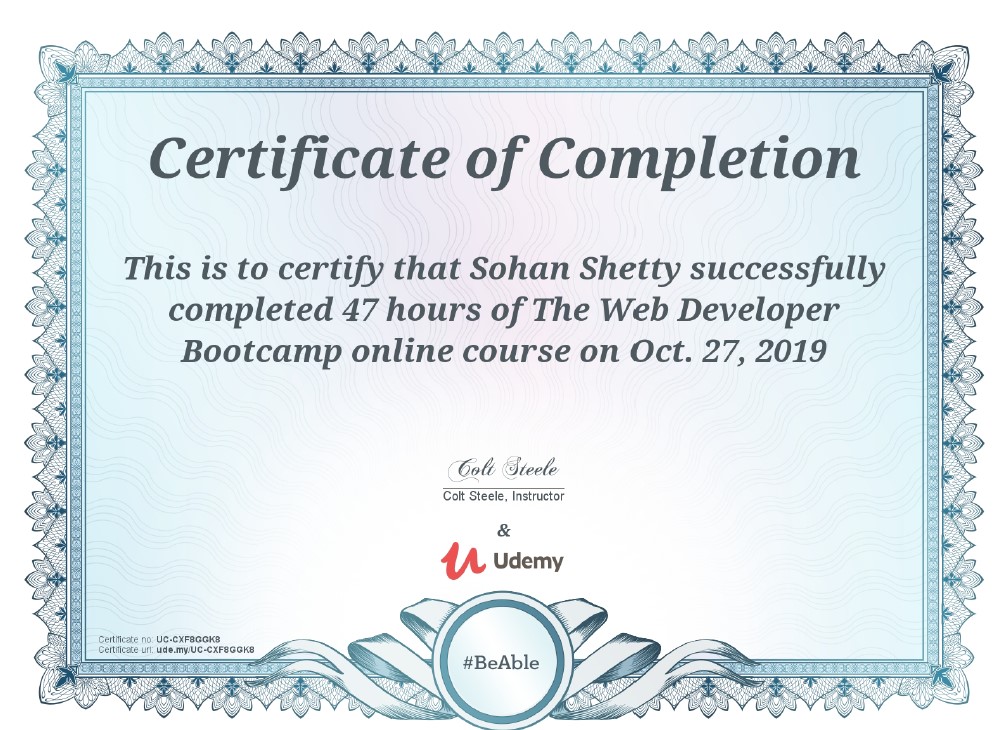 Certificate of Completion
This is to certify that Sohan Shetty successfully
completed 47 hours of The Web Developer
Bootcamp online course on Oct. 27, 2019
Colt Steele
Colt Steele, Instructor
&
Udemy
#BeAble
Certificate no: UC-CXF8GGK8
Certificate url: ude.my/UC-CXF8GGK8